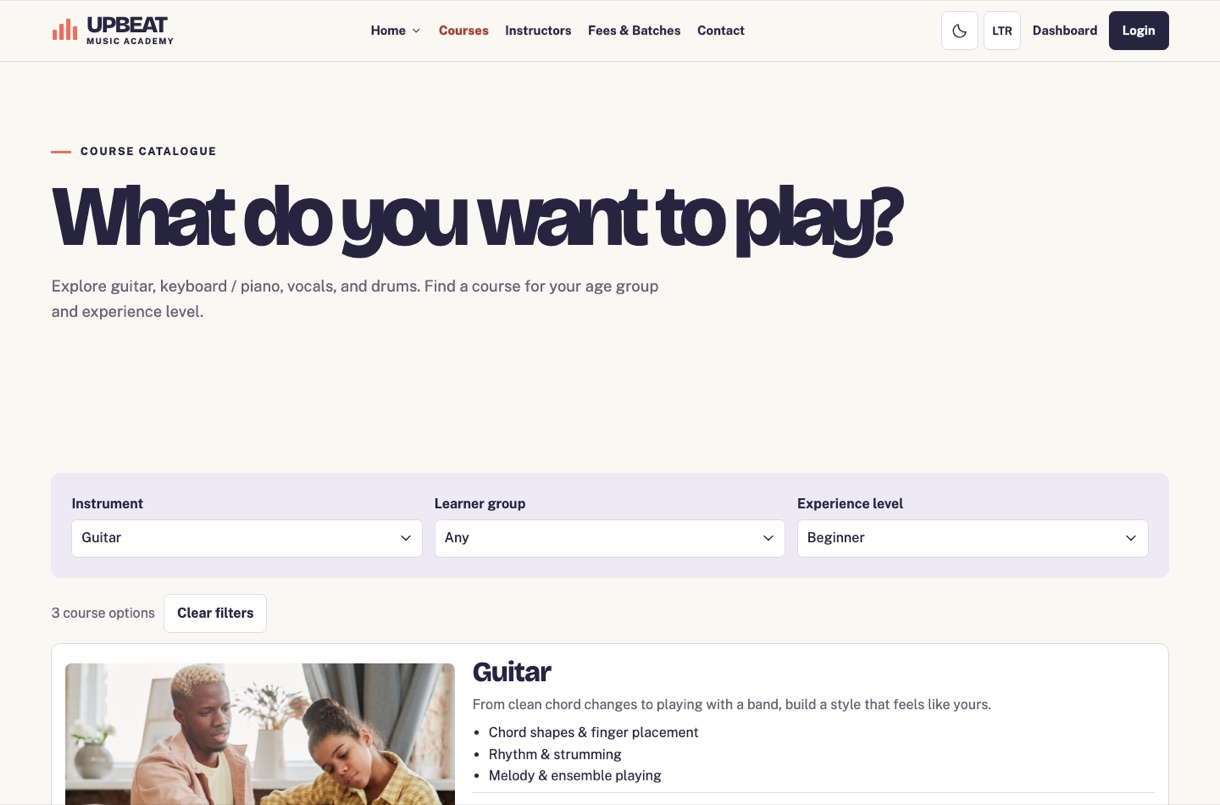 UPBEAT
MUSIC ACADEMY
Home
Courses
Instructors
Fees & Batches
Contact
LTR
Dashboard
Login
COURSE CATALOGUE
What do you want to play?
Explore guitar, keyboard / piano, vocals, and drums. Find a course for your age group
and experience level.
Instrument
Learner group
Experience level
Guitar
Any
Beginner
3 course options
Clear filters
Guitar
From clean chord changes to playing with a band, build a style that feels like yours.
• Chord shapes & finger placement
• Rhythm & strumming
• Melody & ensemble playing